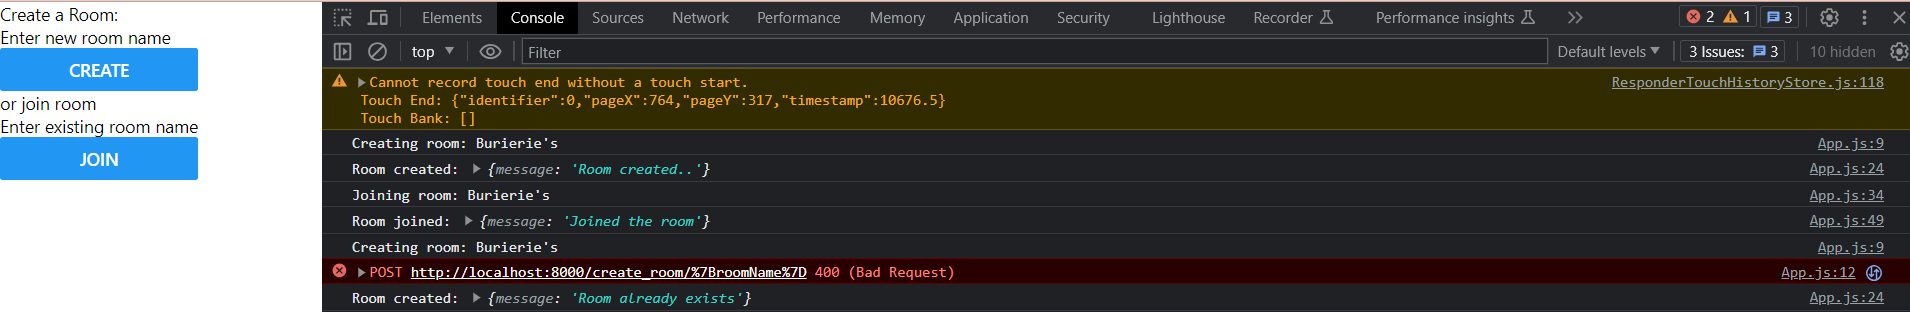 Create a Room:
Enter new room name
CREATE
or join room
Enter existing room name
JOIN
Elements Console Sources Network Performance Memory Application Security Lighthouse Recorder Performance insights 2 1 3
top Filter Default levels 3 Issues: 3 10 hidden
Cannot record touch end without a touch start. ResponderTouchHistoryStore.js:118
Touch End: {"identifier":0,"pageX":764,"pageY":317,"timestamp":10676.5}
Touch Bank: []
Creating room: Burierie's App.js:9
Room created: {message: 'Room created..'} App.js:24
Joining room: Burierie's App.js:34
Room joined: {message: 'Joined the room'} App.js:49
Creating room: Burierie's App.js:9
POST http://localhost:8000/create_room/%7BroomName%7D 400 (Bad Request) App.js:12
Room created: {message: 'Room already exists'} App.js:24